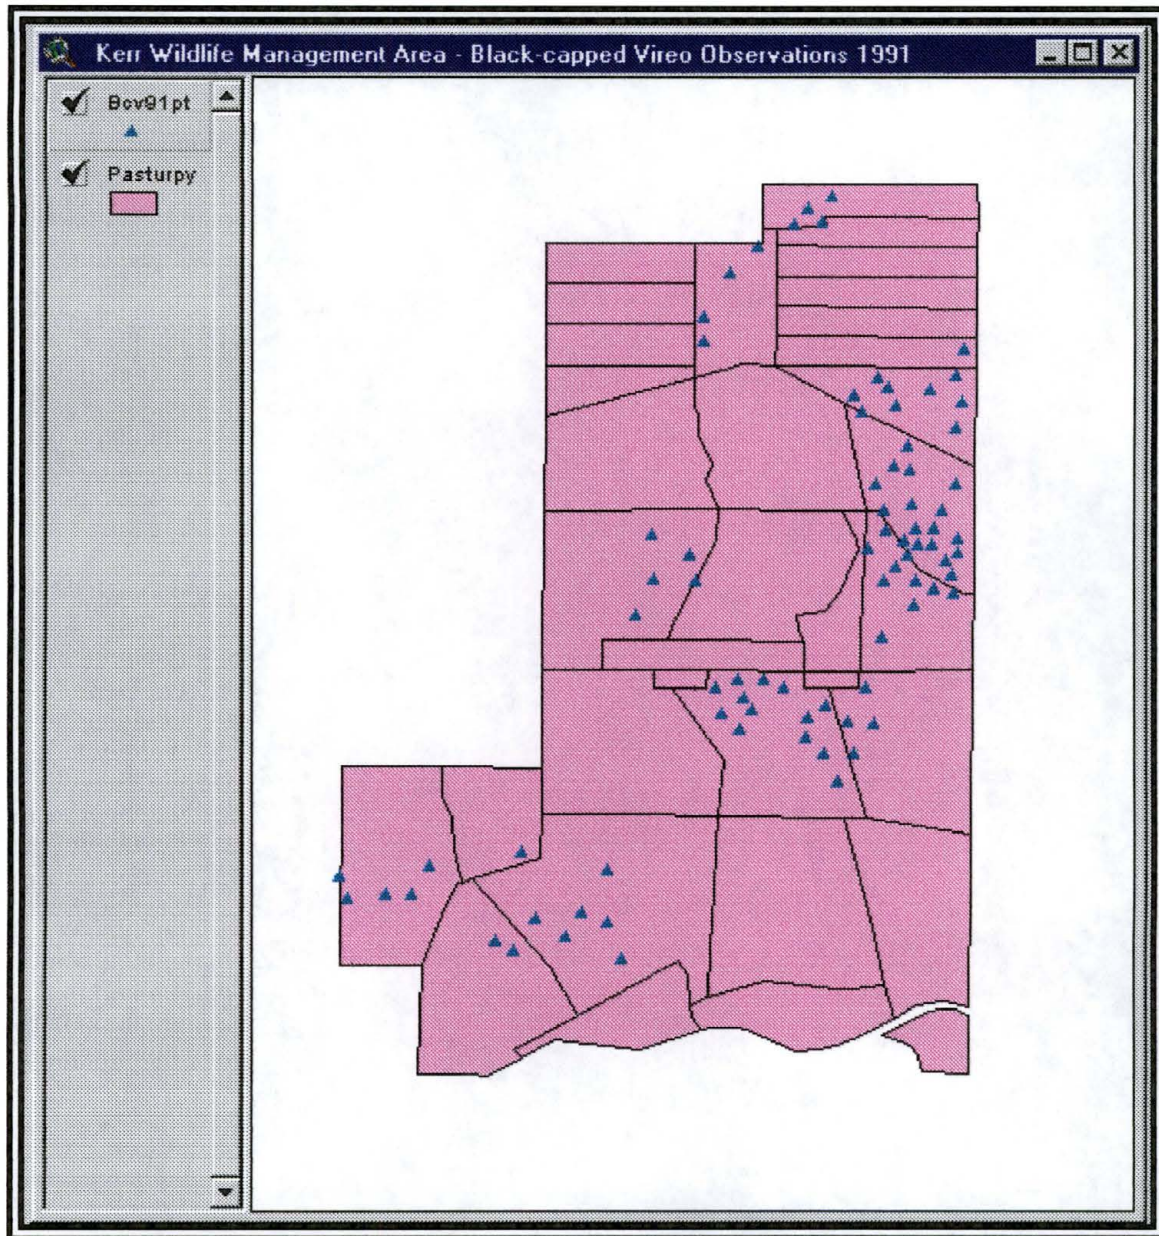 Kerr Wildlife Management Area - Black-capped Vireo Observations 1991
Bcv91pt
Pasturpy